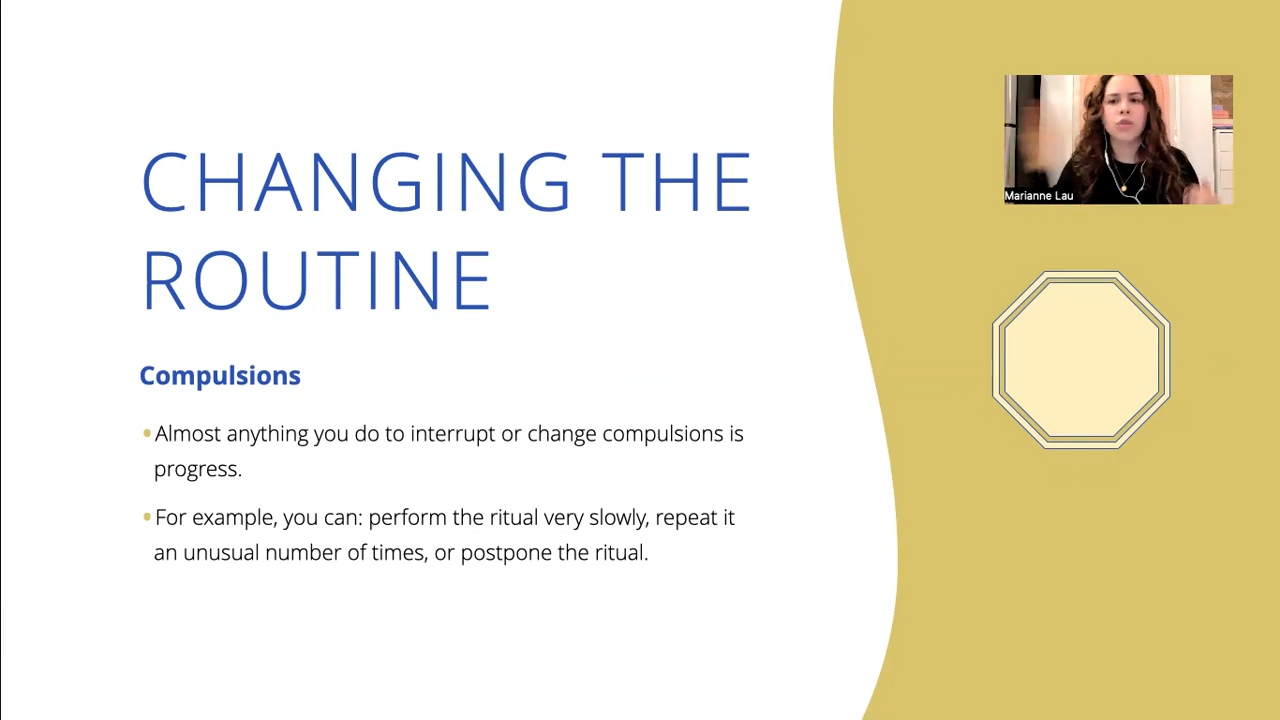 CHANGING THE
ROUTINE
Compulsions
•Almost anything you do to interrupt or change compulsions is
progress.
•For example, you can: perform the ritual very slowly, repeat it
an unusual number of times, or postpone the ritual.
Marianne Lau